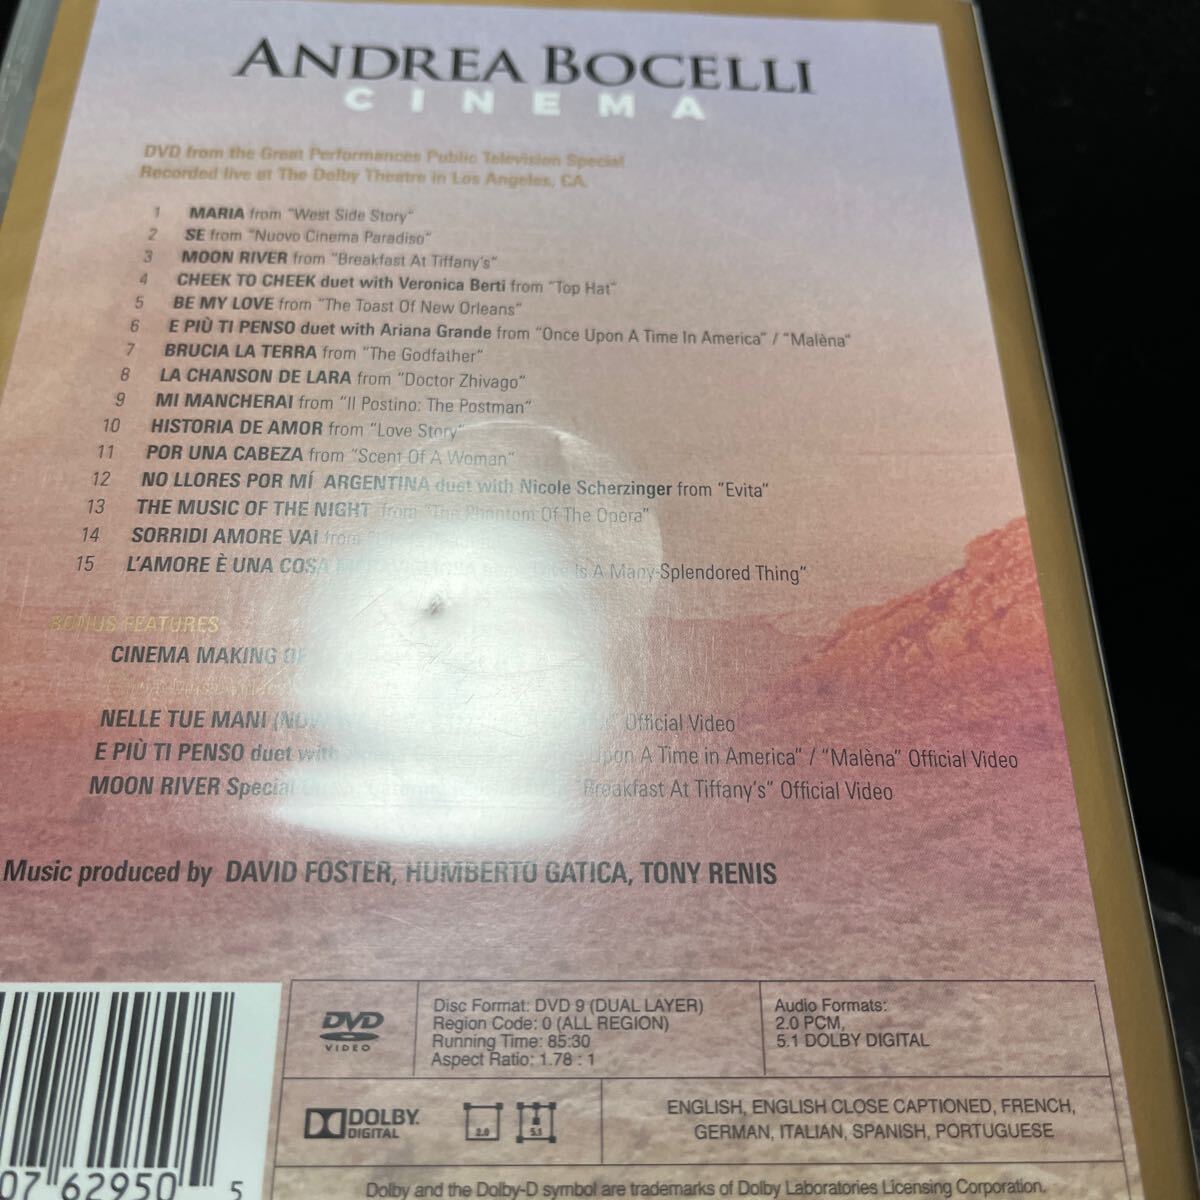 ANDREA BOCELLI
CINEMA
DVD from the Great Performances Public Television Special
Recorded live at The Dolby Theatre in Los Angeles, CA.
1 MARIA from "West Side Story"
2 SE from "Nuovo Cinema Paradiso"
3 MOON RIVER from "Breakfast At Tiffany's"
4 CHEEK TO CHEEK duet with Veronica Berti from "Top Hat"
5 BE MY LOVE from "The Toast Of New Orleans"
6 E PIÙ TI PENSO duet with Ariana Grande from "Once Upon A Time In America" / "Malèna"
7 BRUCIA LA TERRA from "The Godfather"
8 LA CHANSON DE LARA from "Doctor Zhivago"
9 MI MANCHERAI from "Il Postino: The Postman"
10 HISTORIA DE AMOR from "Love Story"
11 POR UNA CABEZA from "Scent Of A Woman"
12 NO LLORES POR MÍ ARGENTINA duet with Nicole Scherzinger from "Evita"
13 THE MUSIC OF THE NIGHT from "The Phantom Of The Opera"
14 SORRIDI AMORE VAI from
15 L'AMORE È UNA COSA MERAVIGLIOSA Is A Many-Splendored Thing"
BONUS FEATURES
CINEMA MAKING OF
NELLE TUE MANI Official Video
E PIÙ TI PENSO duet with Upon A Time in America" / "Malèna" Official Video
MOON RIVER Special "Breakfast At Tiffany's" Official Video
Music produced by DAVID FOSTER, HUMBERTO GATICA, TONY RENIS
DVD
VIDEO
Disc Format: DVD 9 (DUAL LAYER)
Region Code: 0 (ALL REGION)
Running Time: 85:30
Aspect Ratio: 1.78 : 1
Audio Formats:
2.0 PCM,
5.1 DOLBY DIGITAL
DOLBY.
DIGITAL
2.0
5.1
ENGLISH, ENGLISH CLOSE CAPTIONED, FRENCH,
GERMAN, ITALIAN, SPANISH, PORTUGUESE
07 62950 5
Dolby and the Dolby-D symbol are trademarks of Dolby Laboratories Licensing Corporation.